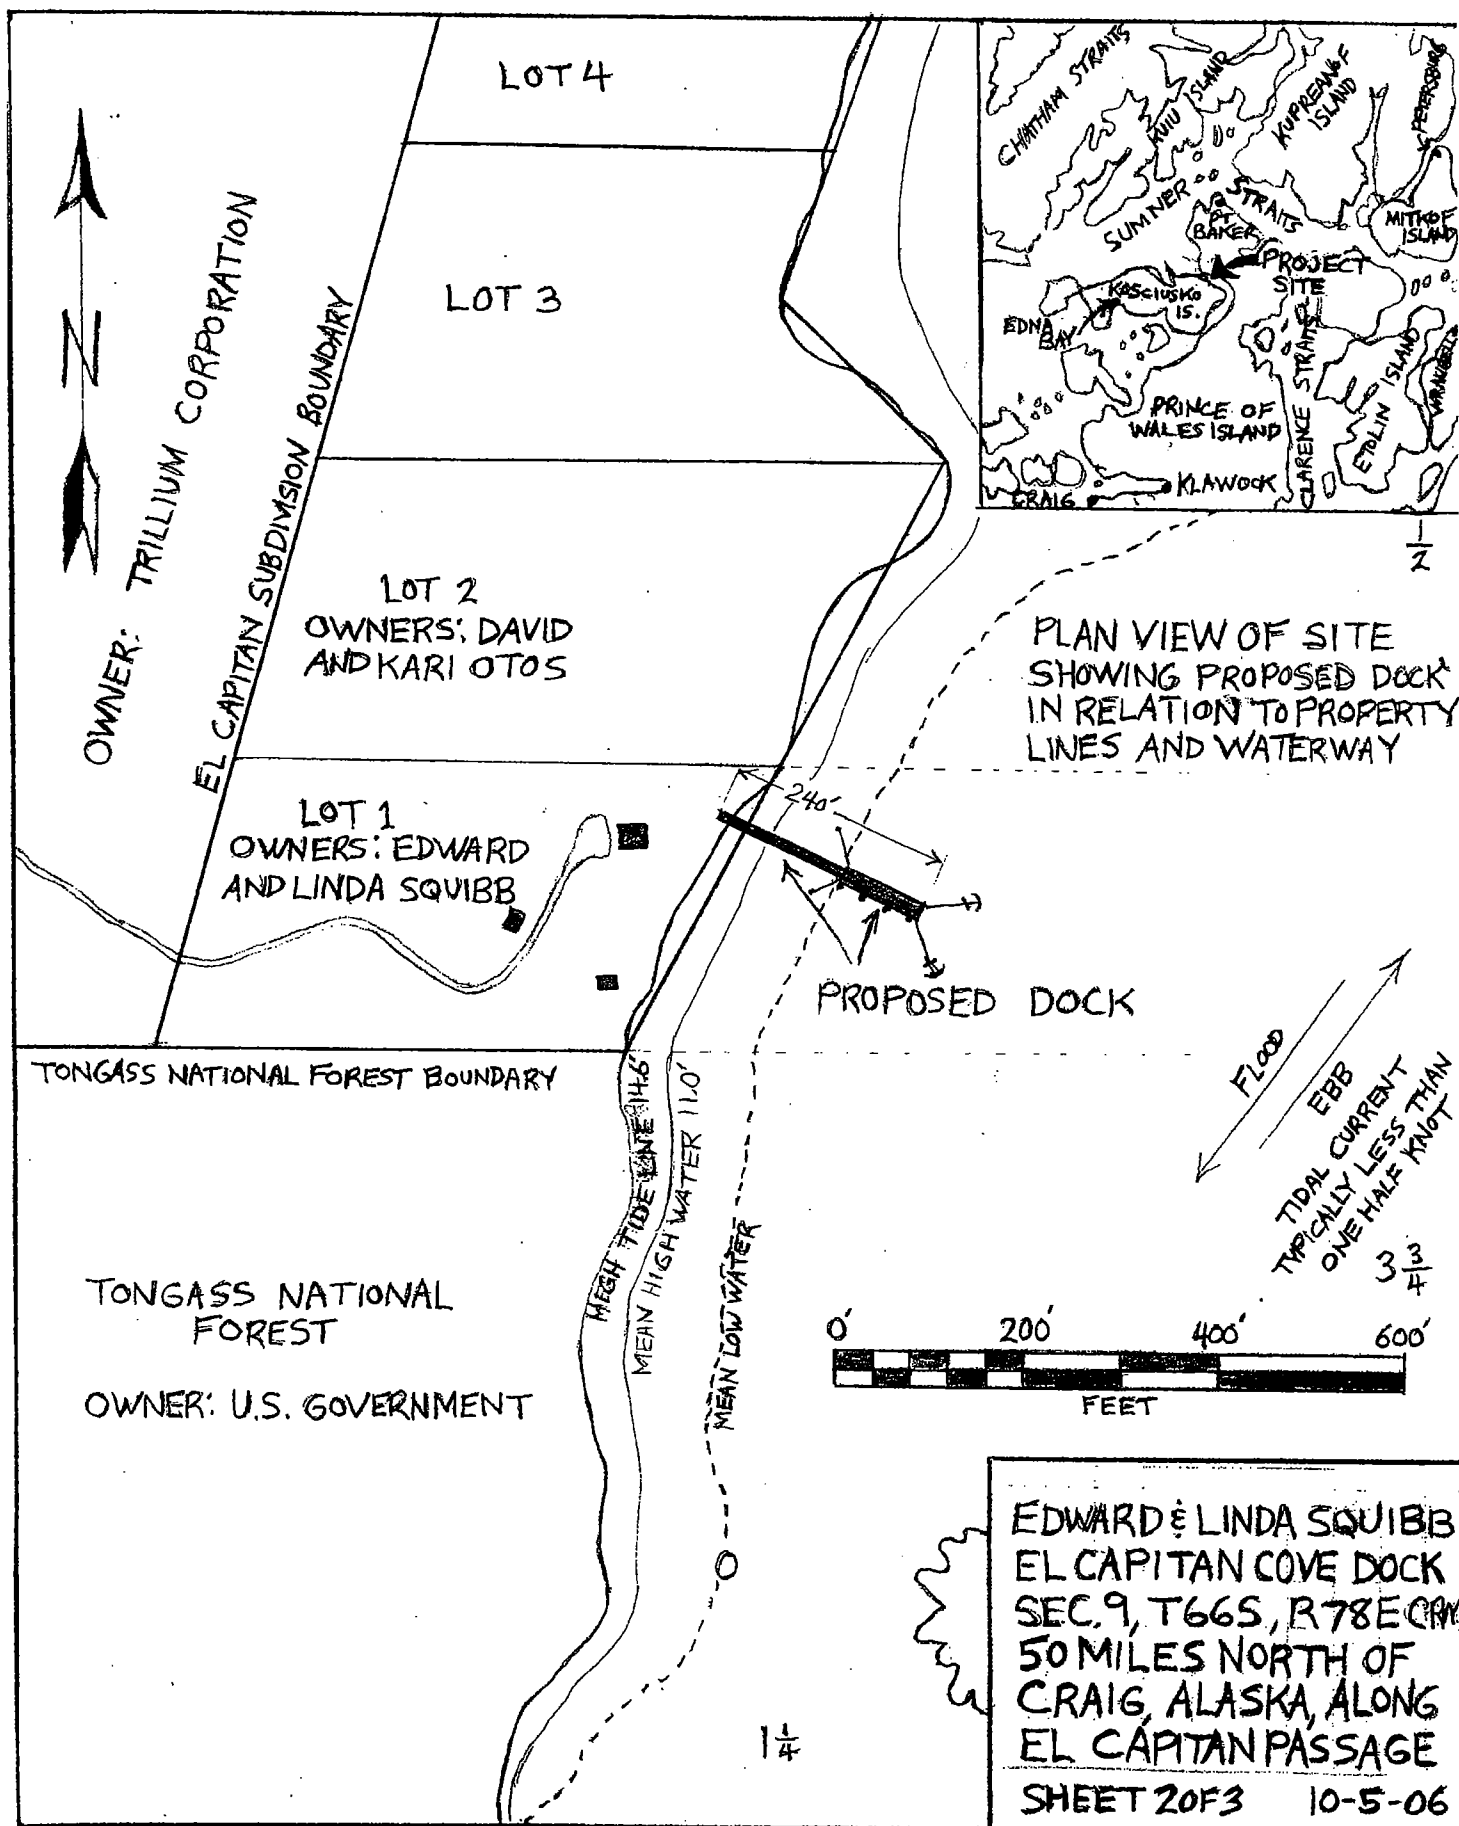 LOT 4
LOT 3
LOT 2
OWNERS: DAVID
AND KARI OTOS
LOT 1
OWNERS: EDWARD
AND LINDA SQUIBB
N
OWNER: TRILLIUM CORPORATION
EL CAPITAN SUBDIVISION BOUNDARY
CHATHAM STRAITS
KUIU ISLAND
KUPREANOF
ISLAND
PETERSBURG
SUMNER STRAITS
PT.
BAKER
MITKOF
ISLAND
PROJECT
SITE
KOSCIUSKO
IS.
EDNA
BAY
PRINCE OF
WALES ISLAND
CLARENCE STRAITS
ETOLIN ISLAND
WRANGELL
CRAIG
KLAWOCK
1/2
PLAN VIEW OF SITE
SHOWING PROPOSED DOCK
IN RELATION TO PROPERTY
LINES AND WATERWAY
240'
PROPOSED DOCK
FLOOD
EBB
TIDAL CURRENT
TYPICALLY LESS THAN
ONE HALF KNOT
3 3/4
TONGASS NATIONAL FOREST BOUNDARY
TIDE LINE 14.6'
MEAN HIGH WATER 11.0'
MEAN LOW WATER
TONGASS NATIONAL
FOREST
OWNER: U.S. GOVERNMENT
0' 200' 400' 600'
FEET
1 1/4
EDWARD & LINDA SQUIBB
EL CAPITAN COVE DOCK
SEC. 9, T66S, R78E CRM
50 MILES NORTH OF
CRAIG, ALASKA, ALONG
EL CAPITAN PASSAGE
SHEET 2 OF 3 10-5-06